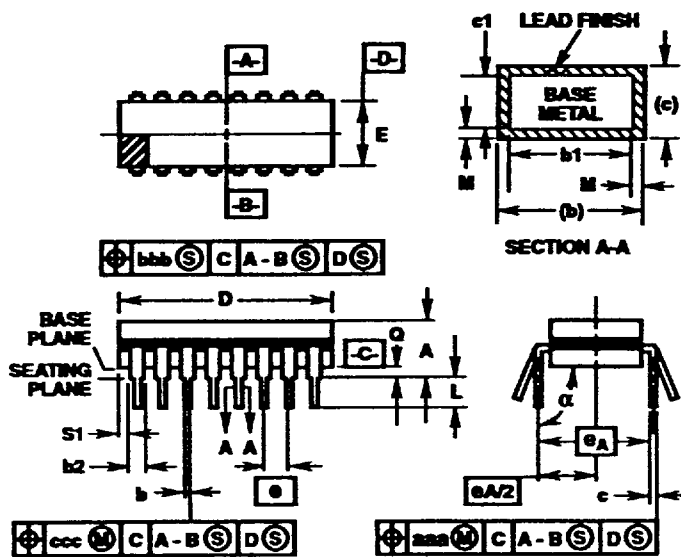 c1 LEAD FINISH
-A- -D-
BASE METAL
(c)
E
M b1 M
-B-
(b)
SECTION A-A
⌖ bbb Ⓢ C A - B Ⓢ D Ⓢ
D
BASE PLANE
Q
-C- A
SEATING PLANE
L
α
S1
A A
eA
b2
b e
eA/2
c
⌖ ccc Ⓜ C A - B Ⓢ D Ⓢ
⌖ aaa Ⓜ C A - B Ⓢ D Ⓢ